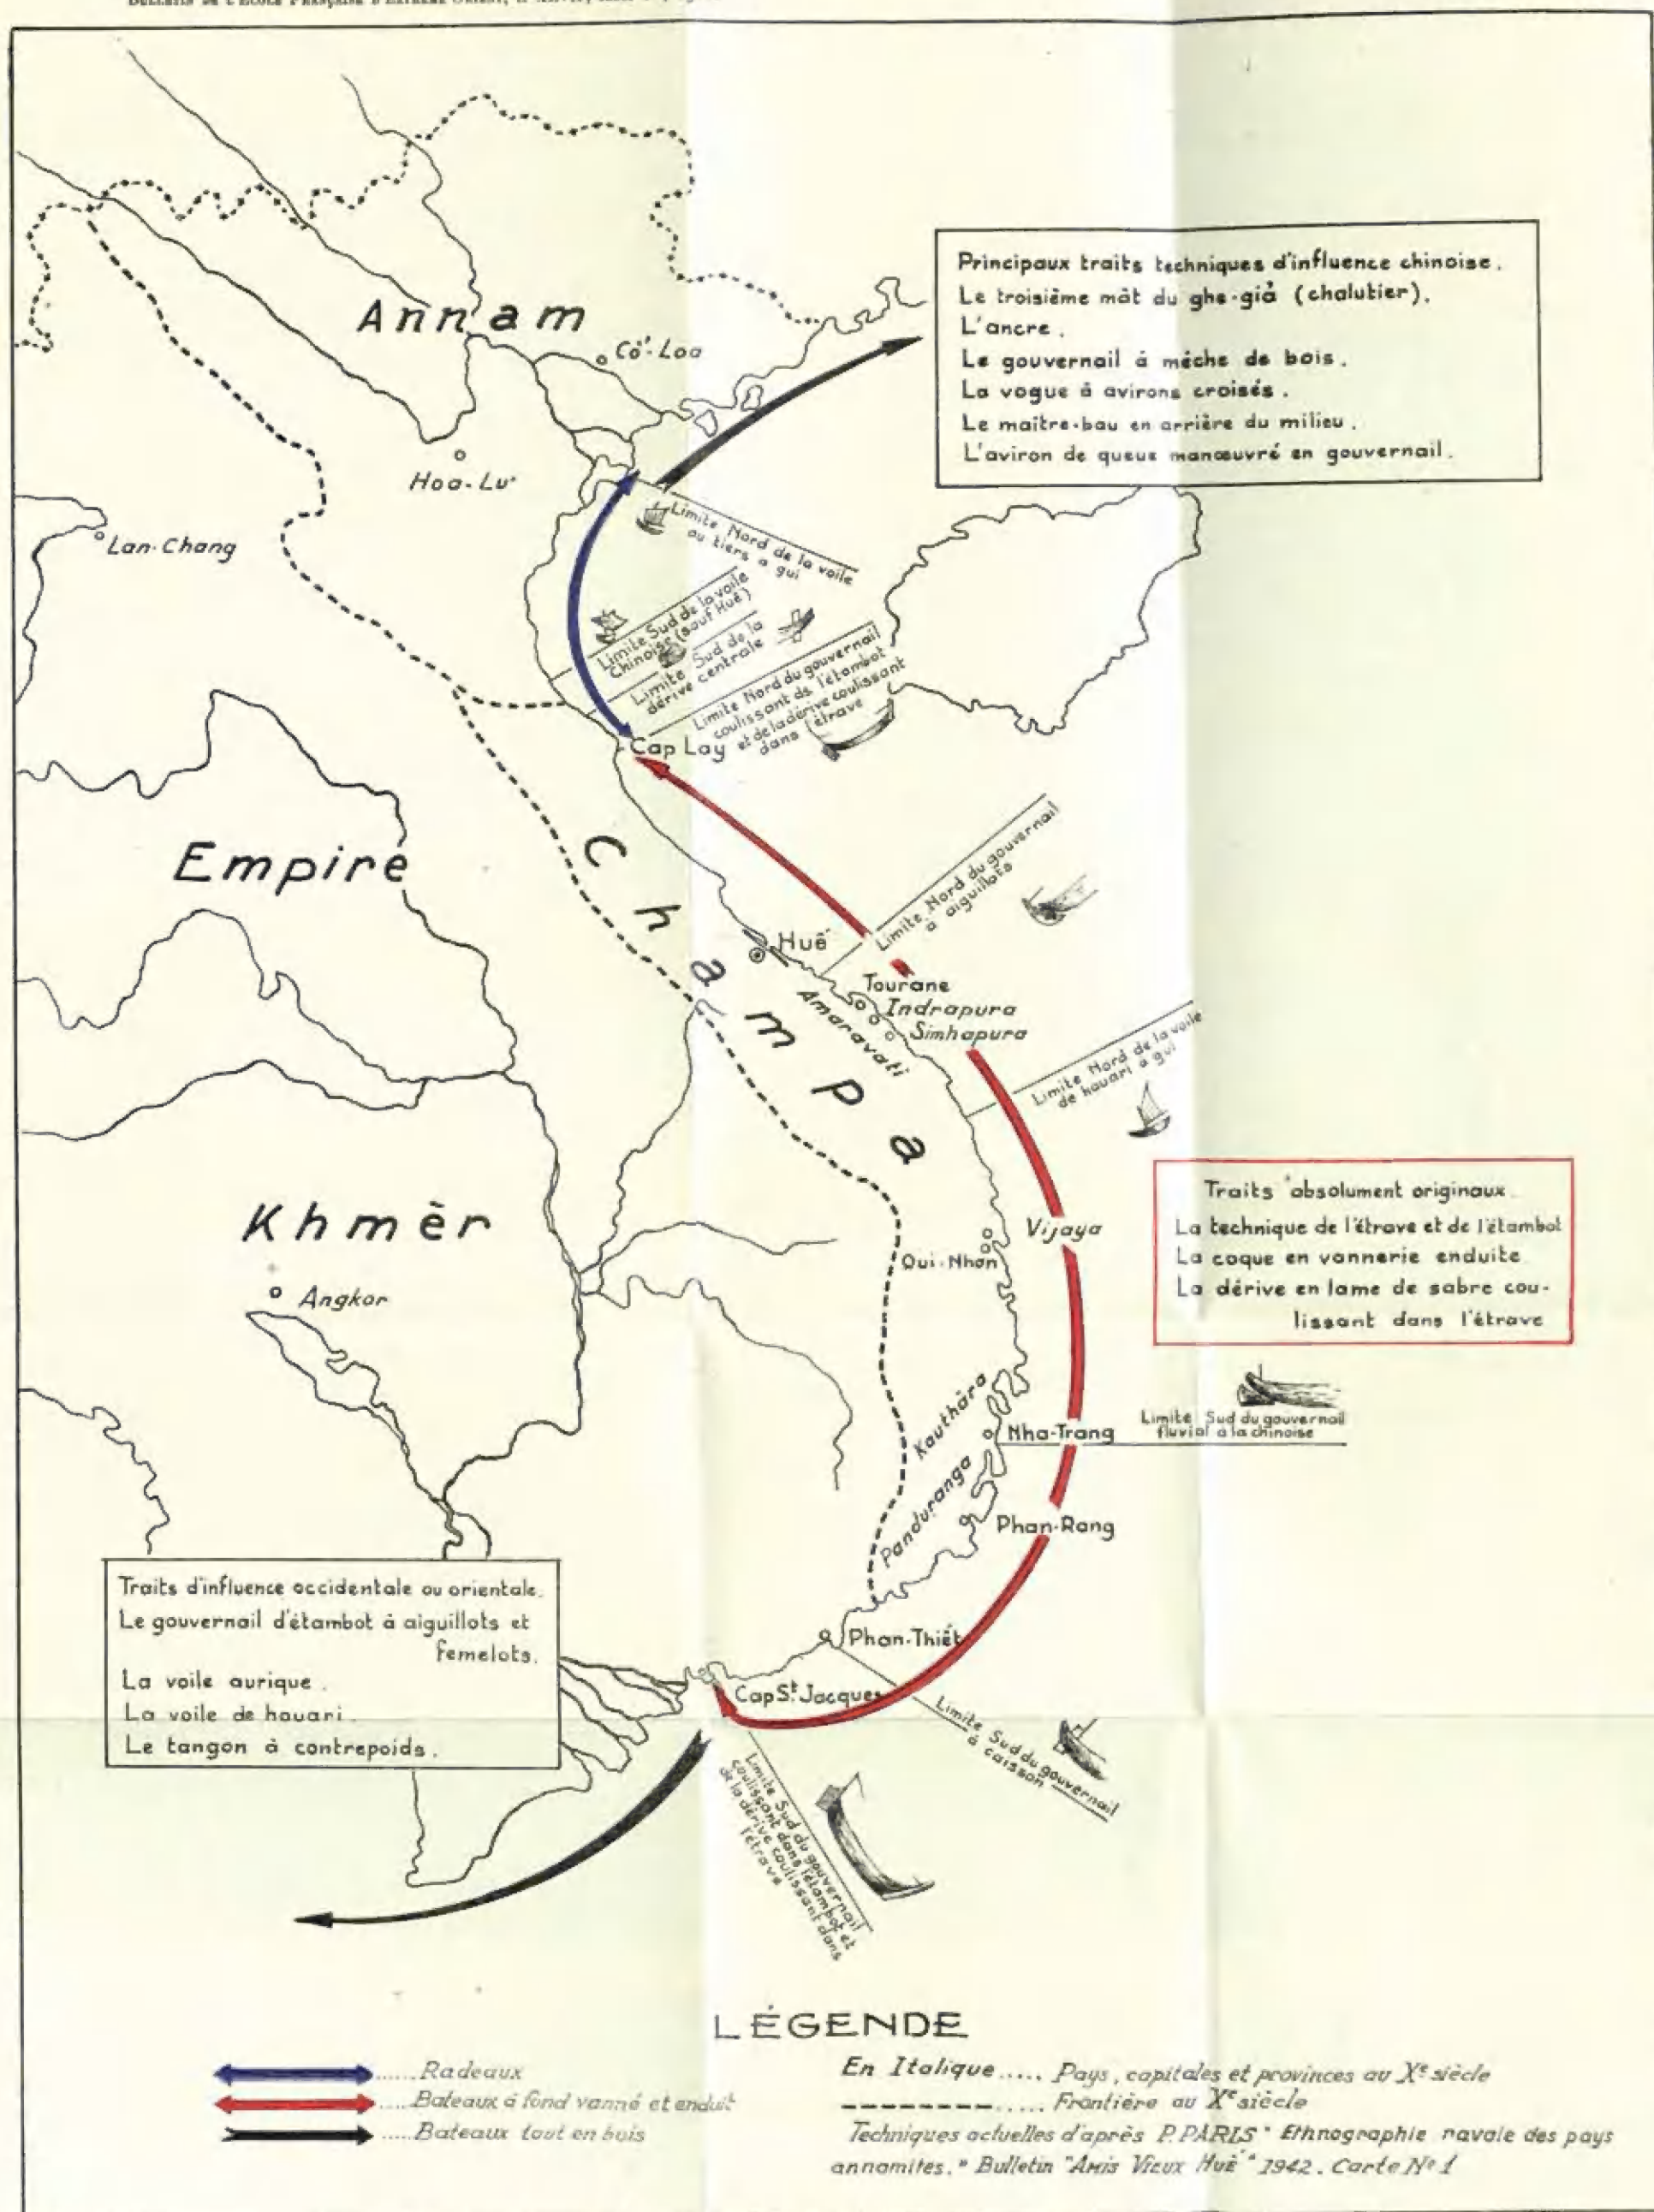 Annam
Cổ-Loa
Hoa-Lư
Lan-Chang
Principaux traits techniques d'influence chinoise.
Le troisième mât du ghe-giả (chalutier).
L'ancre.
Le gouvernail à mèche de bois.
La vogue à avirons croisés.
Le maître-bau en arrière du milieu.
L'aviron de queue manœuvré en gouvernail.
Limite Nord de la voile
au tiers a gui
Limite Sud de la voile
Chinoise (sauf Huê)
Limite Sud de la
dérive centrale
Limite Nord du gouvernail
coulissant ds l'étambot
et de la dérive coulissant
dans l'étrave
Cap Lay
Empire
Champa
Limite Nord du gouvernail
à aiguillots
Huê
Tourane
Indrapura
Simhapura
Amaravati
Limite Nord de la voile
de houari à gui
Khmèr
Angkor
Vijaya
Qui-Nhơn
Traits absolument originaux.
La technique de l'étrave et de l'étambot
La coque en vannerie enduite
La dérive en lame de sabre cou-
lissant dans l'étrave
Kauthāra
Nha-Trang
Limite Sud du gouvernail
fluvial à la chinoise
Panduranga
Phan-Rang
Traits d'influence occidentale ou orientale.
Le gouvernail d'étambot à aiguillots et
femelots.
La voile aurique.
La voile de houari.
Le tangon à contrepoids.
Phan-Thiết
Cap St. Jacques
Limite Sud du gouvernail
à caisson
Limite Sud du gouvernail
coulissant dans l'étambot et
de la dérive coulissant dans
l'étrave
LÉGENDE
......Radeaux
.....Bateaux à fond vanné et enduit
.....Bateaux tout en bois
En Italique ..... Pays, capitales et provinces au Xe siècle
..... Frontière au Xe siècle
Techniques actuelles d'après P. PARIS " Ethnographie navale des pays
annamites. " Bulletin "Amis Vieux Huê" 1942. Carte No 1